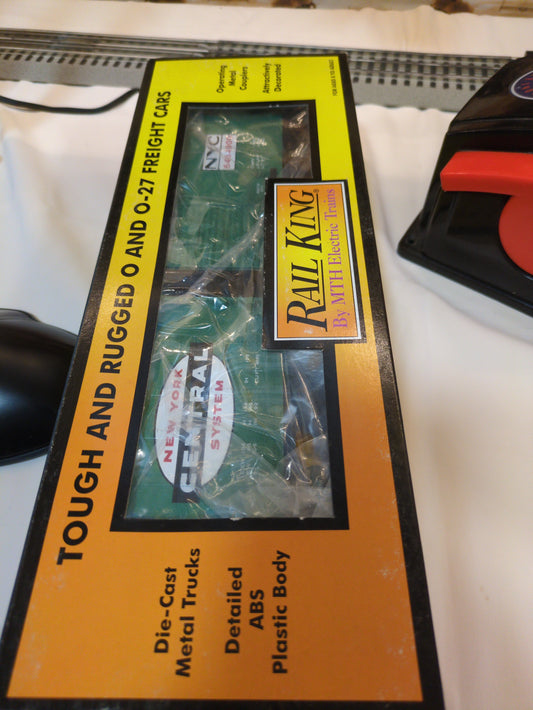 TOUGH AND RUGGED O AND O-27 FREIGHT CARS
Operating
Metal
Couplers
Attractively
Decorated
NYC
NEW YORK
CENTRAL
SYSTEM
RAIL KING®
By MTH Electric Trains
Die-Cast
Metal Trucks
Detailed
ABS
Plastic Body